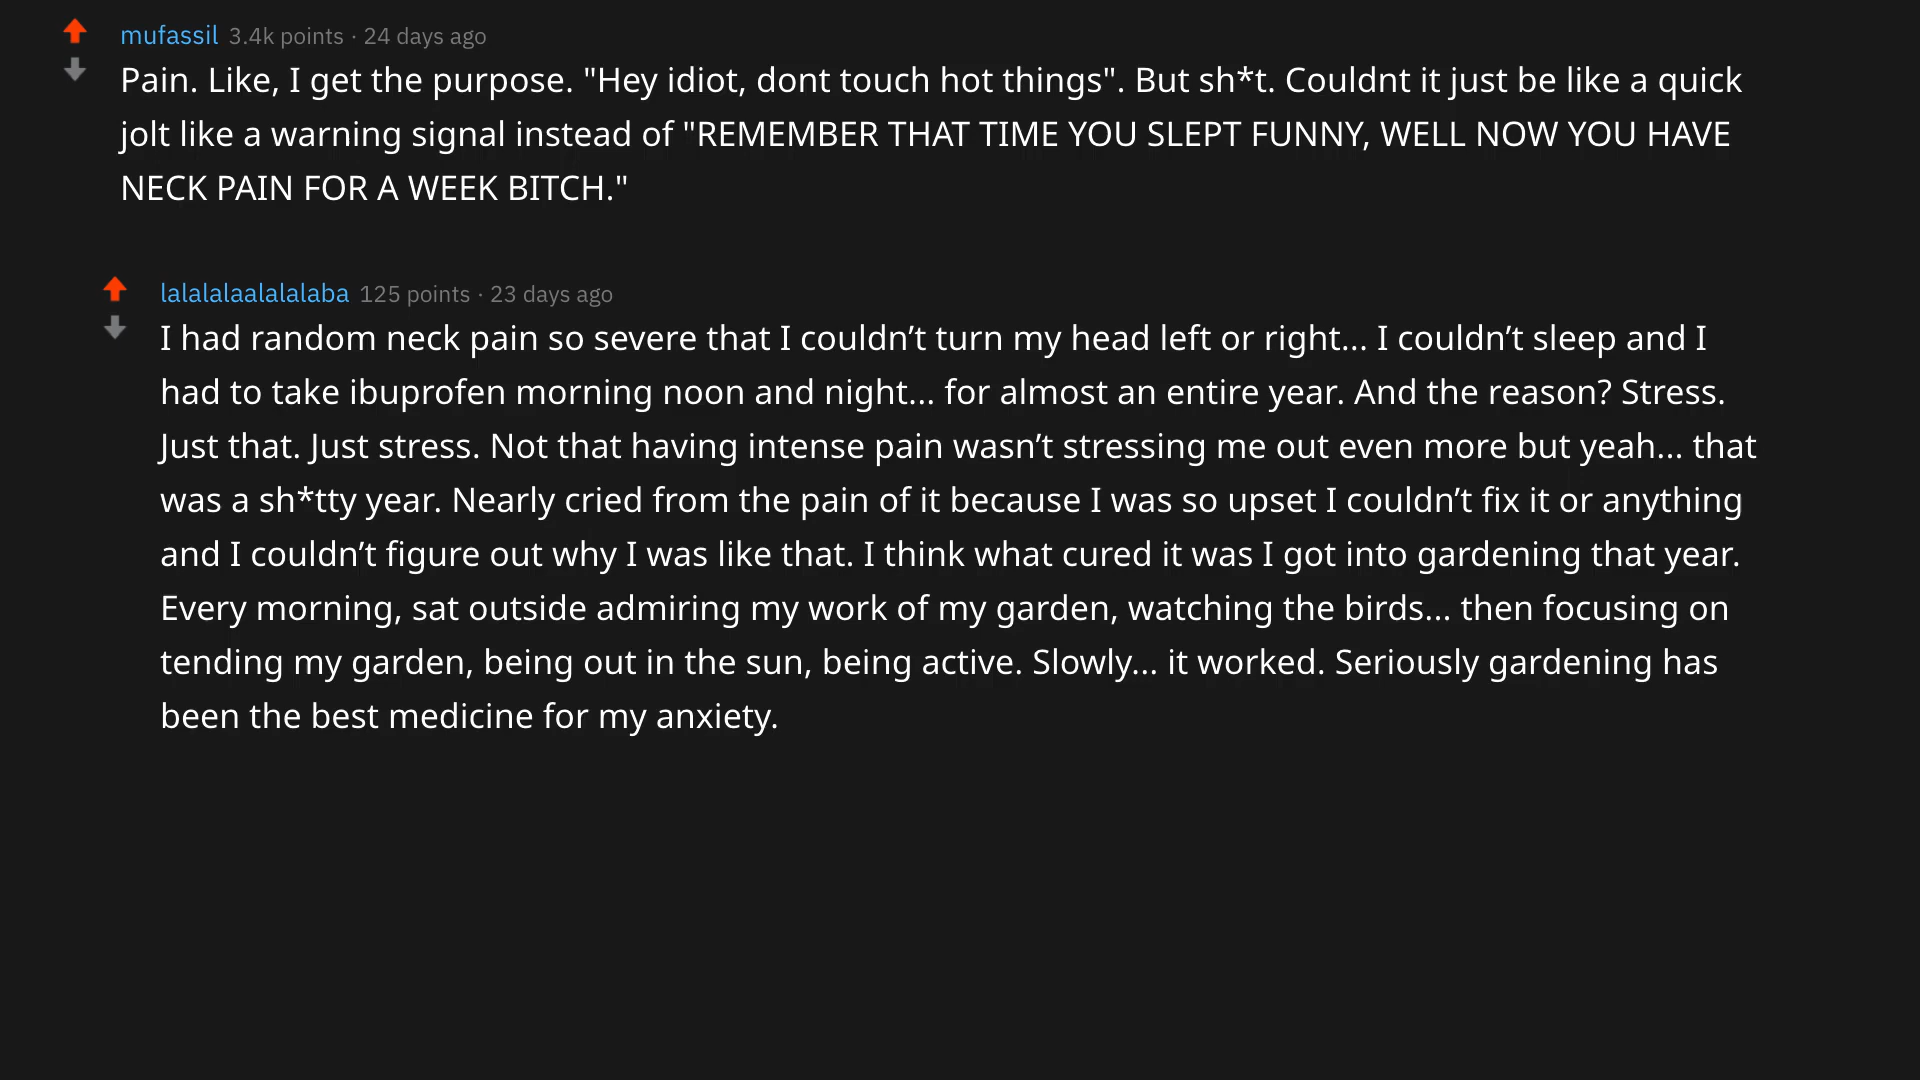 mufassil 3.4k points · 24 days ago
Pain. Like, I get the purpose. "Hey idiot, dont touch hot things". But sh*t. Couldnt it just be like a quick
jolt like a warning signal instead of "REMEMBER THAT TIME YOU SLEPT FUNNY, WELL NOW YOU HAVE
NECK PAIN FOR A WEEK BITCH."
lalalalaalalalaba 125 points · 23 days ago
I had random neck pain so severe that I couldn’t turn my head left or right... I couldn’t sleep and I
had to take ibuprofen morning noon and night... for almost an entire year. And the reason? Stress.
Just that. Just stress. Not that having intense pain wasn’t stressing me out even more but yeah... that
was a sh*tty year. Nearly cried from the pain of it because I was so upset I couldn’t fix it or anything
and I couldn’t figure out why I was like that. I think what cured it was I got into gardening that year.
Every morning, sat outside admiring my work of my garden, watching the birds... then focusing on
tending my garden, being out in the sun, being active. Slowly... it worked. Seriously gardening has
been the best medicine for my anxiety.